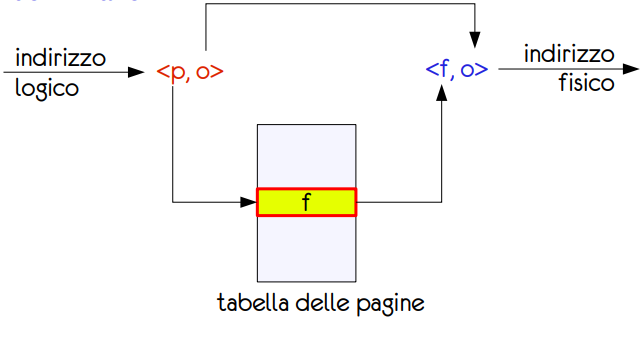 indirizzo
logico
<p, o>
<f, o>
indirizzo
fisico
f
tabella delle pagine